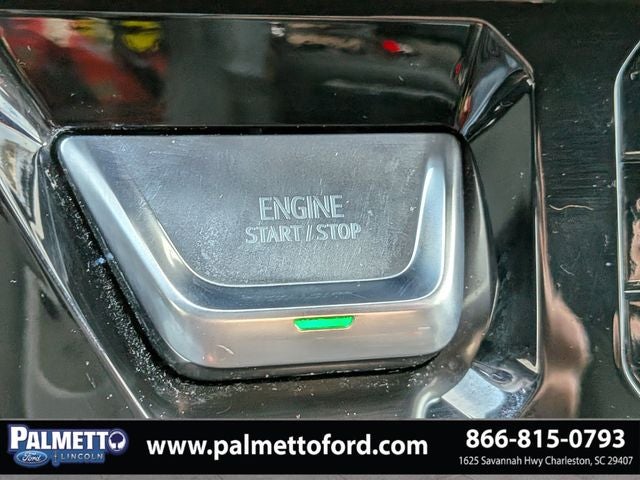 ENGINE
START / STOP
PALMETTO
Ford
LINCOLN
www.palmettoford.com
866-815-0793
1625 Savannah Hwy Charleston, SC 29407